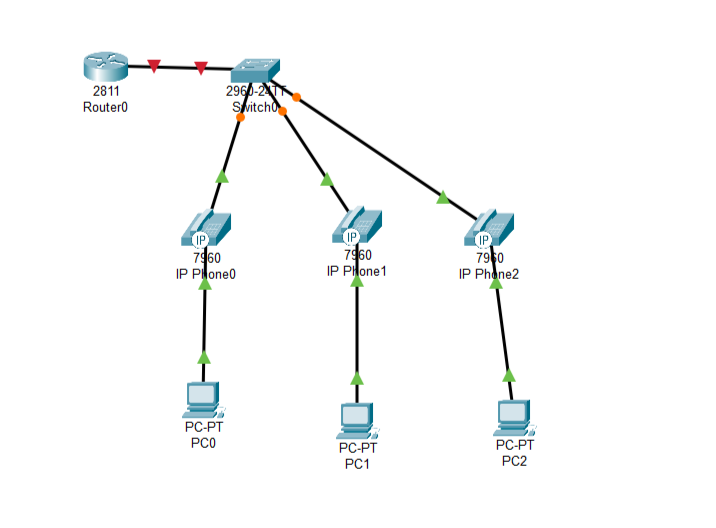 2811
Router0
2960-24TT
Switch0
IP
7960
IP Phone0
IP
7960
IP Phone1
IP
7960
IP Phone2
PC-PT
PC0
PC-PT
PC1
PC-PT
PC2